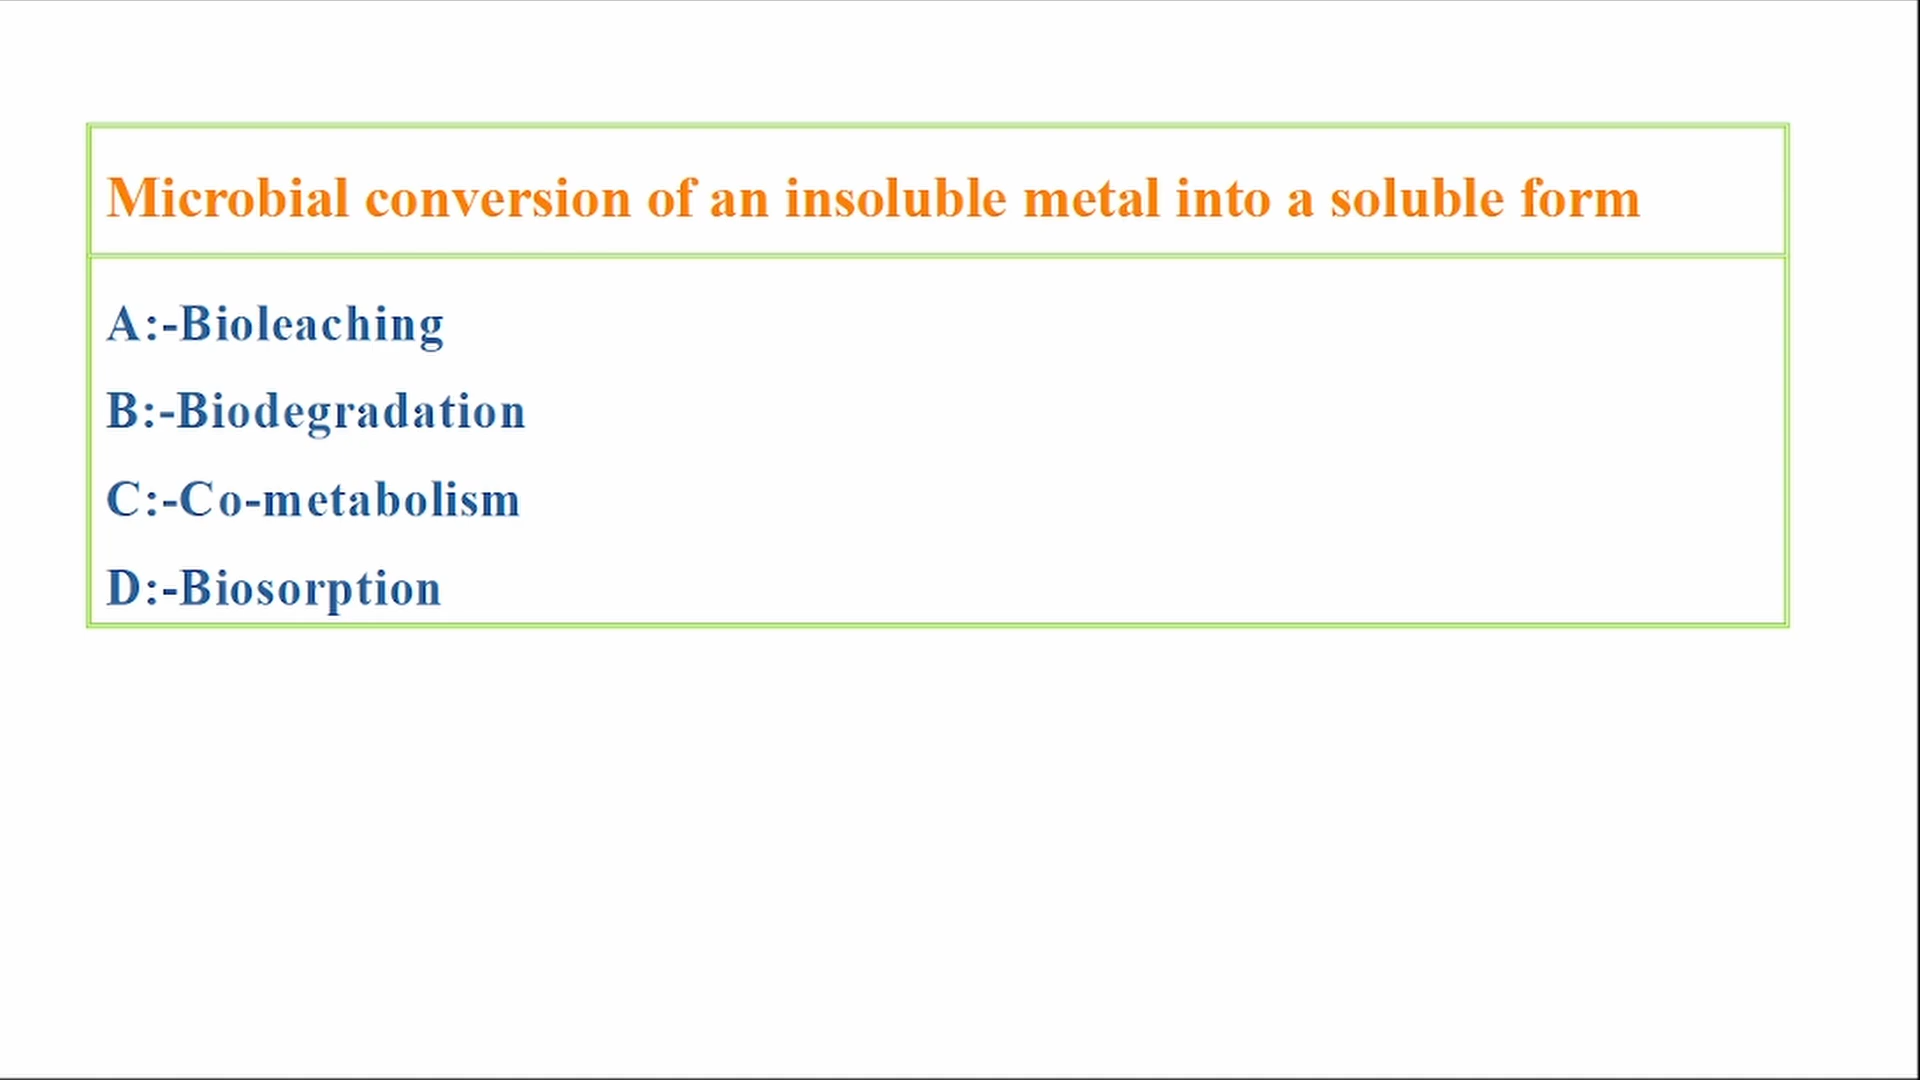 Microbial conversion of an insoluble metal into a soluble form
A:-Bioleaching
B:-Biodegradation
C:-Co-metabolism
D:-Biosorption